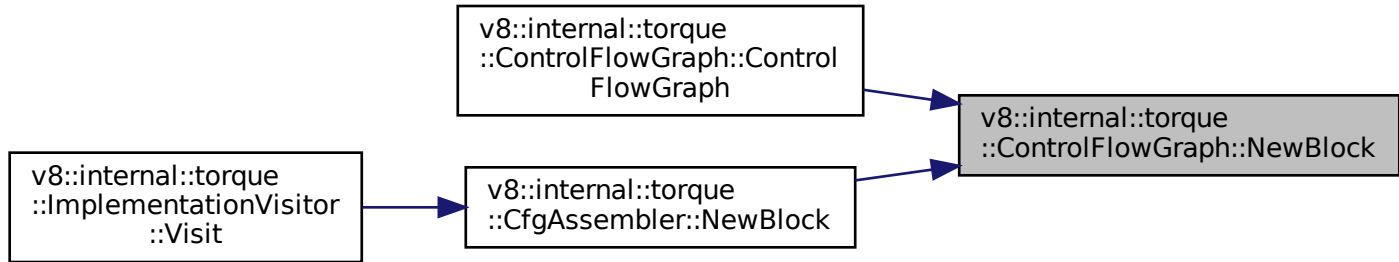 v8::internal::torque
::ControlFlowGraph::Control
FlowGraph
v8::internal::torque
::ControlFlowGraph::NewBlock
v8::internal::torque
::ImplementationVisitor
::Visit
v8::internal::torque
::CfgAssembler::NewBlock